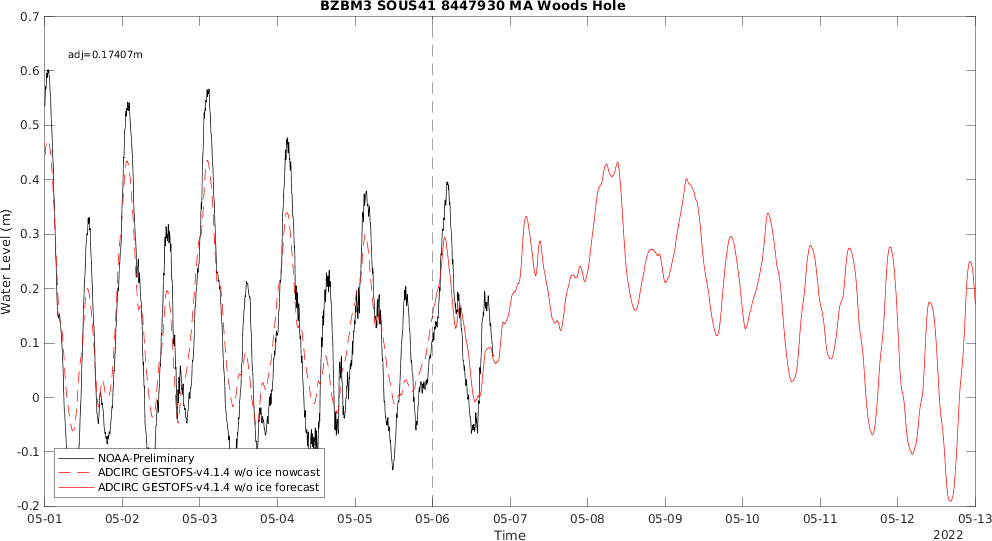 BZBM3 SOUS41 8447930 MA Woods Hole
adj=0.17407m
Water Level (m)
0.7
0.6
0.5
0.4
0.3
0.2
0.1
0
-0.1
-0.2
NOAA-Preliminary
ADCIRC GESTOFS-v4.1.4 w/o ice nowcast
ADCIRC GESTOFS-v4.1.4 w/o ice forecast
05-01 05-02 05-03 05-04 05-05 05-06 05-07 05-08 05-09 05-10 05-11 05-12 05-13
Time
2022